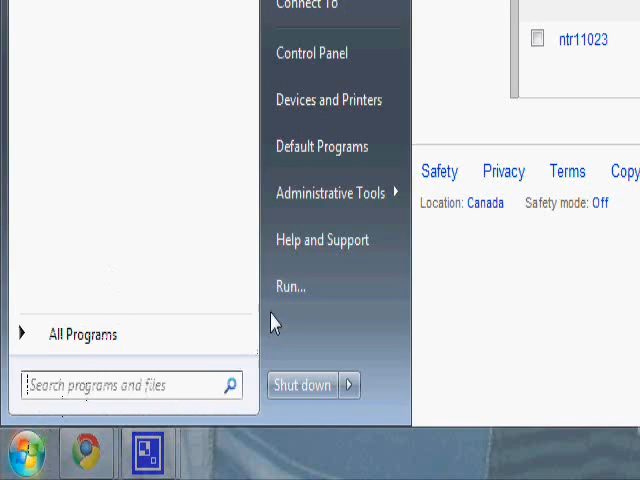 Connect To
Control Panel
Devices and Printers
Default Programs
Administrative Tools
Help and Support
Run...
All Programs
Search programs and files
Shut down
ntr11023
Safety Privacy Terms Copy
Location: Canada Safety mode: Off